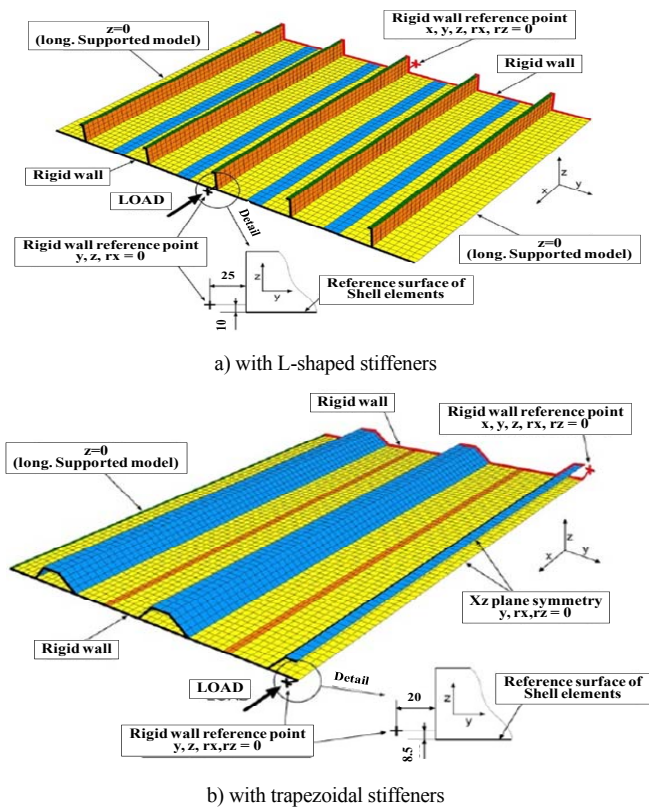 z=0
(long. Supported model)
Rigid wall reference point
x, y, z, rx, rz = 0
Rigid wall
Rigid wall
LOAD
Rigid wall reference point
y, z, rx = 0
Detail
25
z
y
10
Reference surface of
Shell elements
z
x
y
z=0
(long. Supported model)
a) with L-shaped stiffeners
Rigid wall
Rigid wall reference point
x, y, z, rx, rz = 0
z=0
(long. Supported model)
z
x
y
Xz plane symmetry
y, rx,rz = 0
Rigid wall
LOAD
Detail
Rigid wall reference point
y, z, rx,rz = 0
20
z
y
8.5
Reference surface of
Shell elements
b) with trapezoidal stiffeners